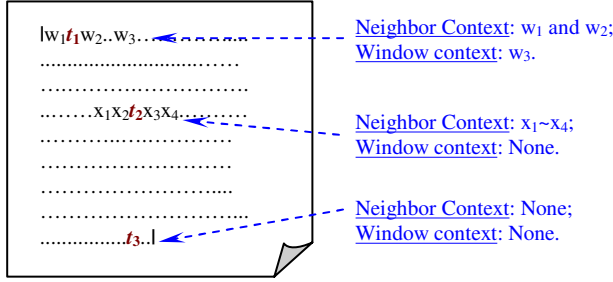 |w₁t₁w₂..w₃……………..…
............................……
…………………………
..……x₁x₂t₂x₃x₄…………
…………..…….…………
………………………
…………………………
……………………....
………………………...
.................t₃..|
Neighbor Context: w₁ and w₂;
Window context: w₃.
Neighbor Context: x₁~x₄;
Window context: None.
Neighbor Context: None;
Window context: None.